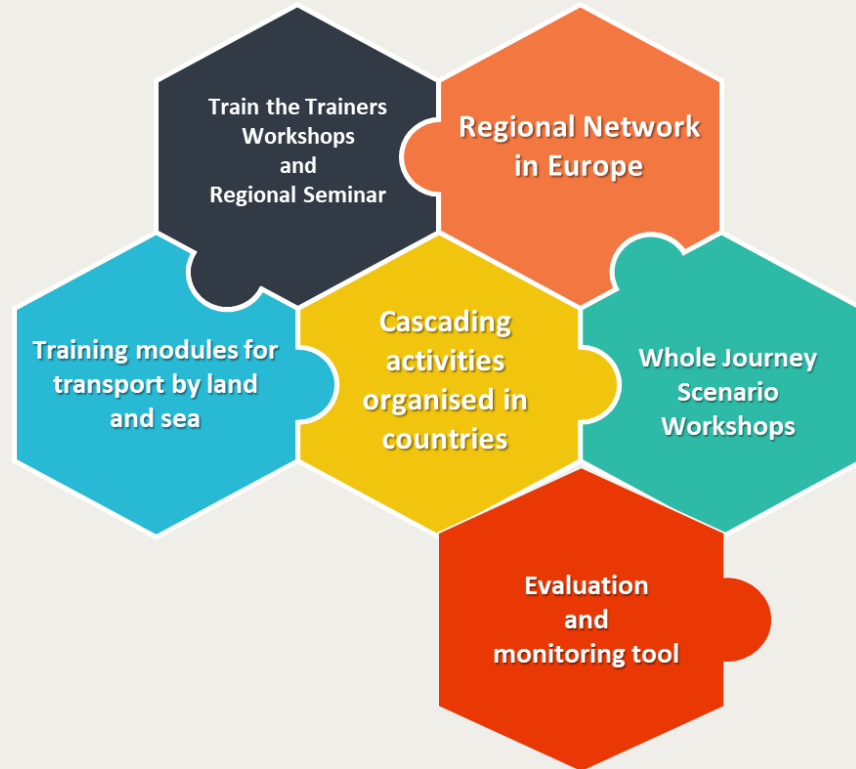 Train the Trainers
Workshops
and
Regional Seminar
Regional Network
in Europe
Training modules for
transport by land
and sea
Cascading
activities
organised in
countries
Whole Journey
Scenario
Workshops
Evaluation
and
monitoring tool